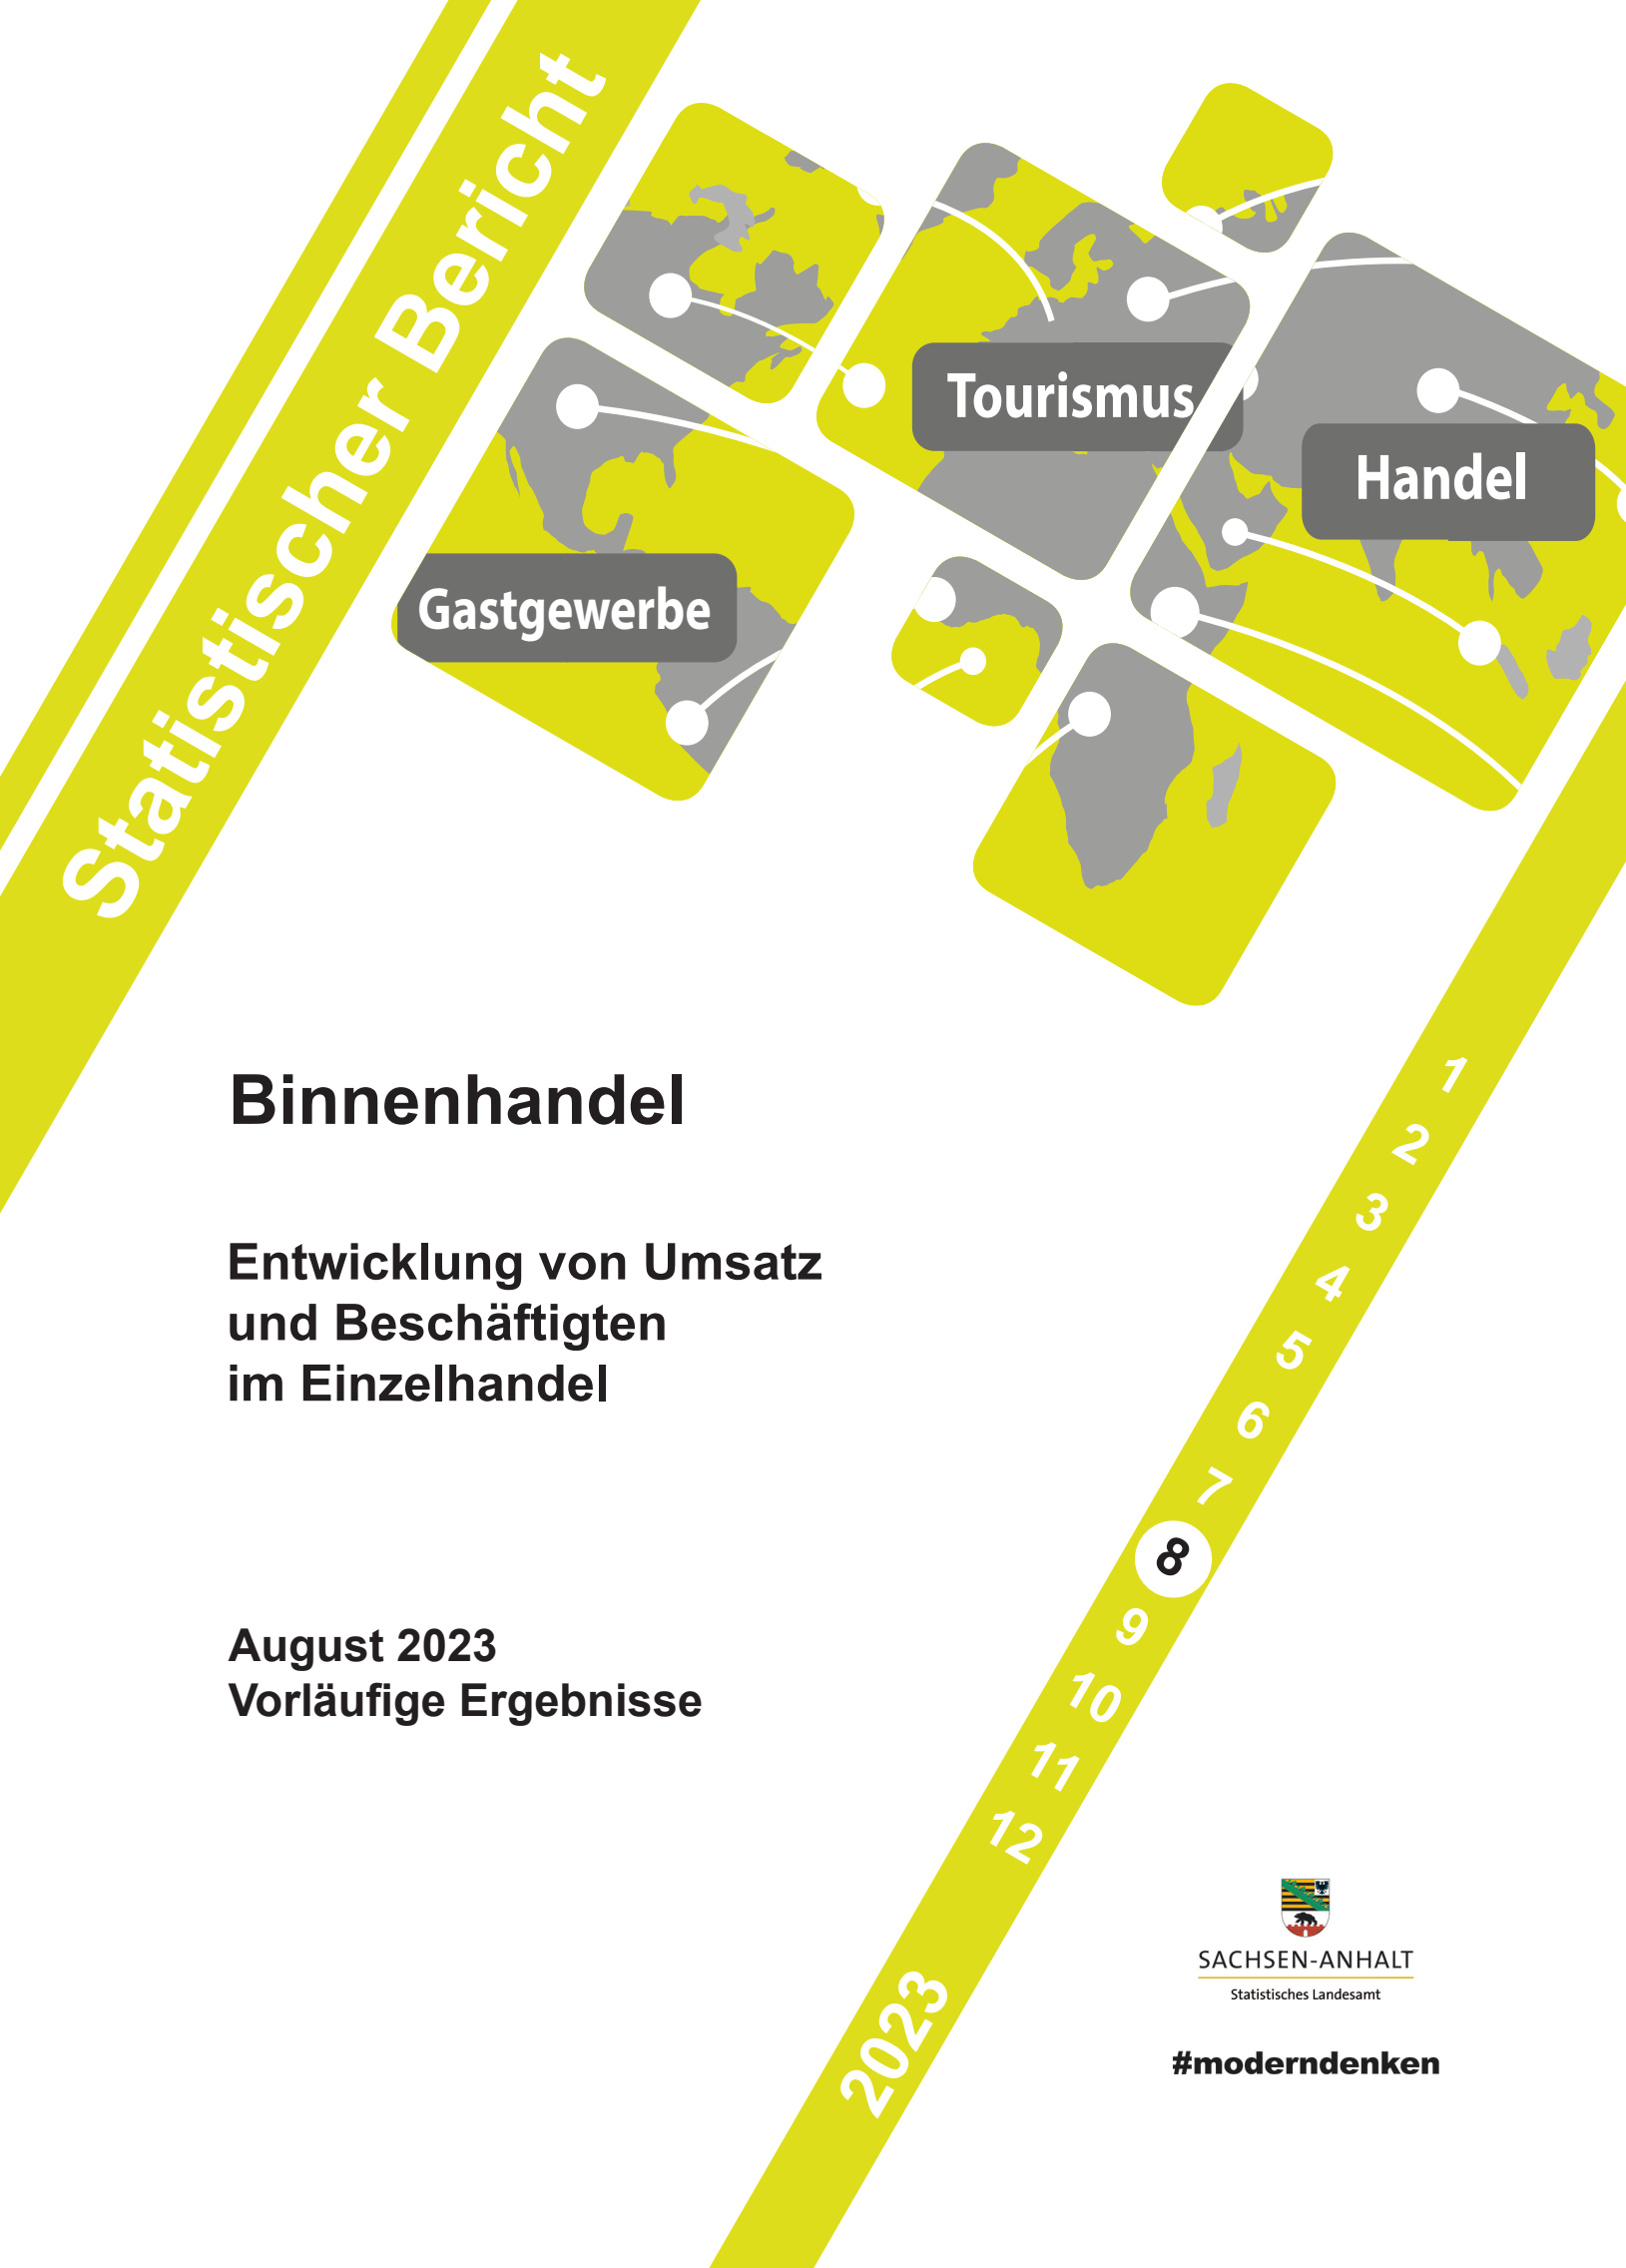 Statistischer Bericht
Tourismus
Handel
Gastgewerbe
Binnenhandel
Entwicklung von Umsatz
und Beschäftigten
im Einzelhandel
August 2023
Vorläufige Ergebnisse
1
2
3
4
5
6
7
8
9
10
11
12
2023
SACHSEN-ANHALT
Statistisches Landesamt
#moderndenken